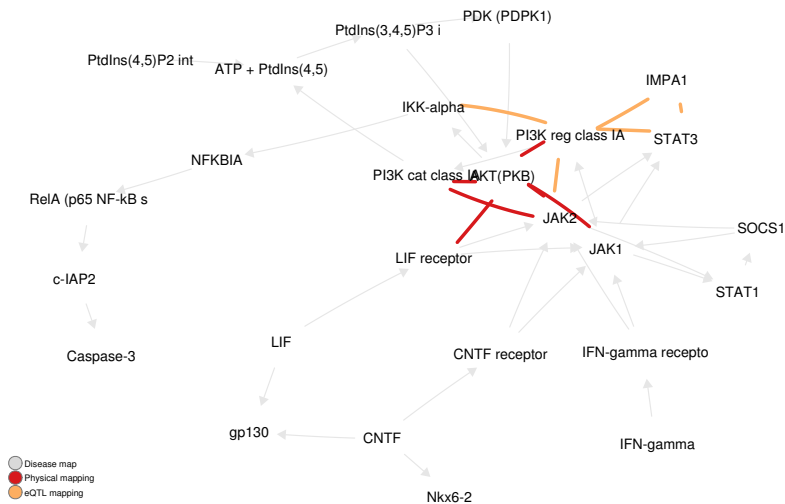 PDK (PDPK1)
PtdIns(3,4,5)P3 i
PtdIns(4,5)P2 int
ATP + PtdIns(4,5)
IMPA1
IKK-alpha
PI3K reg class IA
STAT3
NFKBIA
PI3K cat class IA
AKT(PKB)
RelA (p65 NF-kB s
JAK2
SOCS1
JAK1
LIF receptor
c-IAP2
STAT1
LIF
Caspase-3
CNTF receptor
IFN-gamma recepto
gp130
CNTF
IFN-gamma
Disease map
Physical mapping
eQTL mapping
Nkx6-2